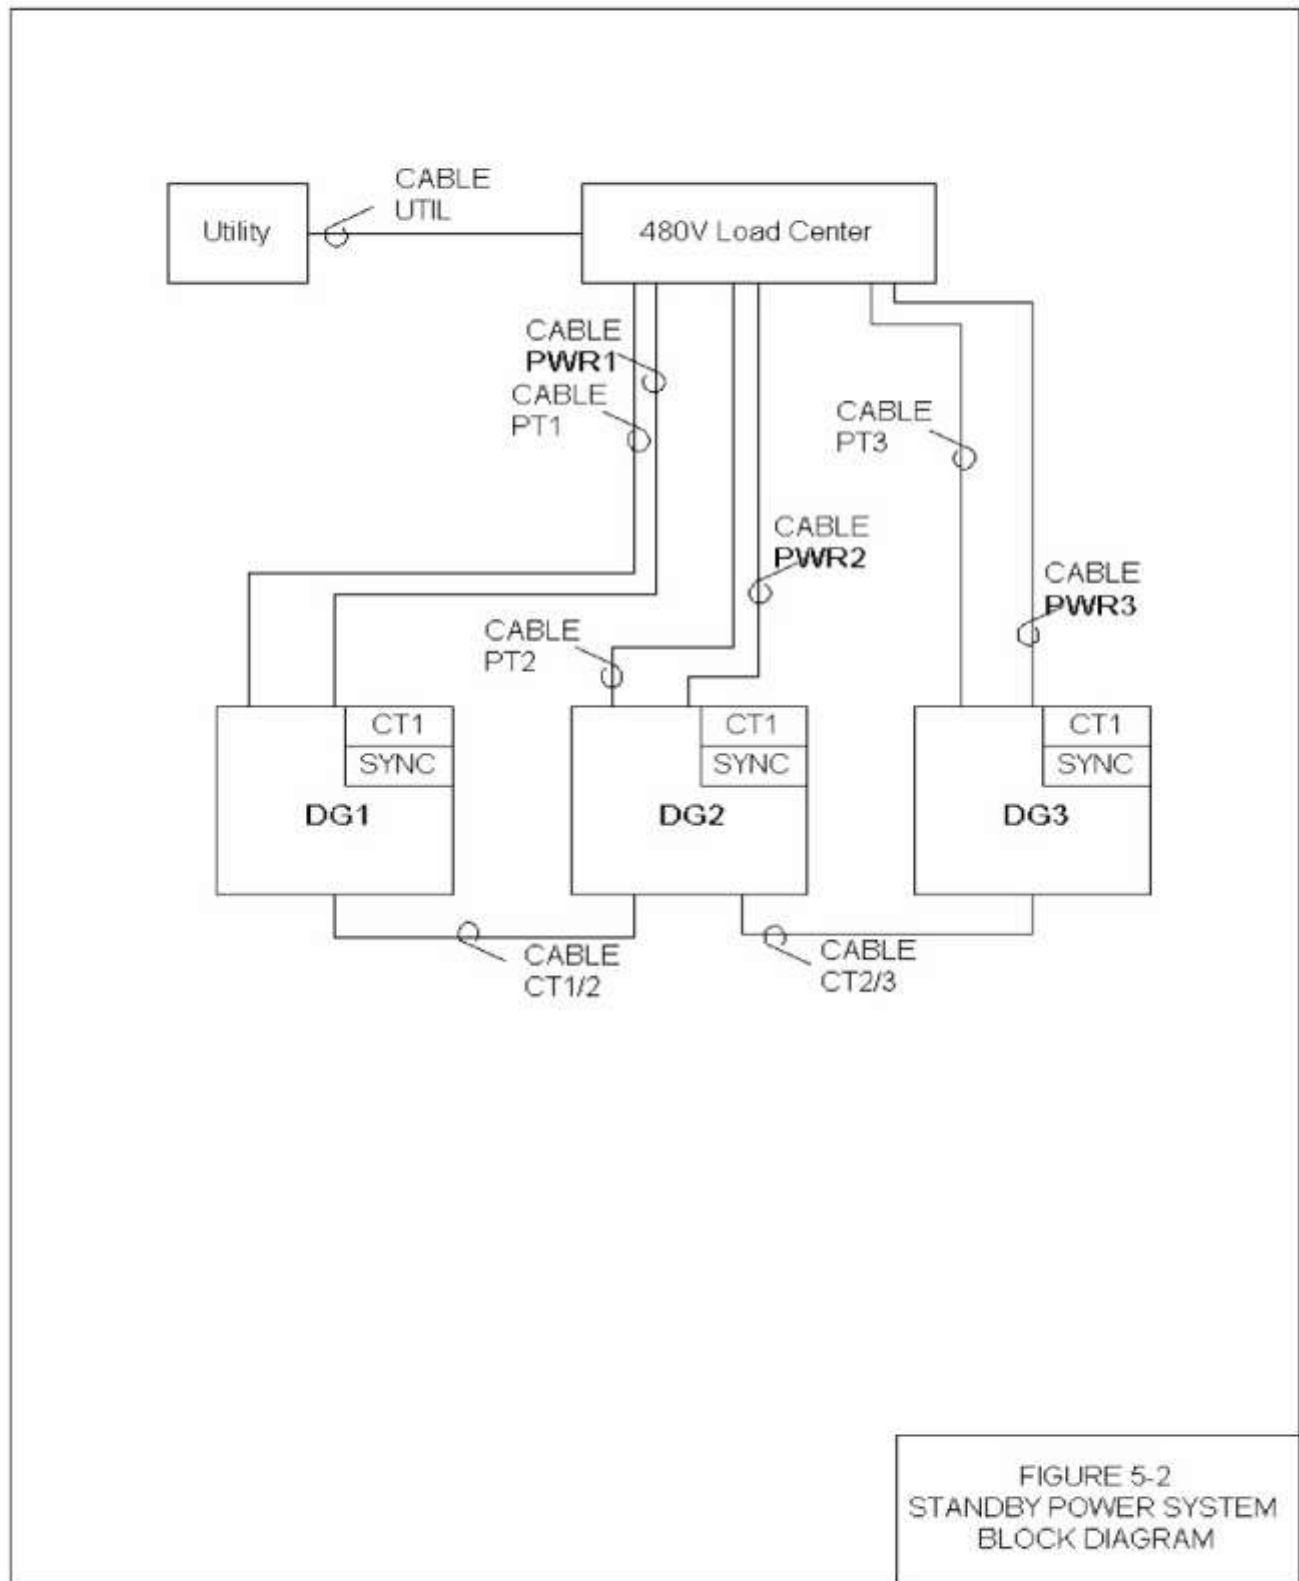 CABLE
UTIL
Utility
480V Load Center
CABLE
PWR1
CABLE
PT1
CABLE
PT3
CABLE
PWR2
CABLE
PWR3
CABLE
PT2
CT1
SYNC
DG1
CT1
SYNC
DG2
CT1
SYNC
DG3
CABLE
CT1/2
CABLE
CT2/3
FIGURE 5-2
STANDBY POWER SYSTEM
BLOCK DIAGRAM